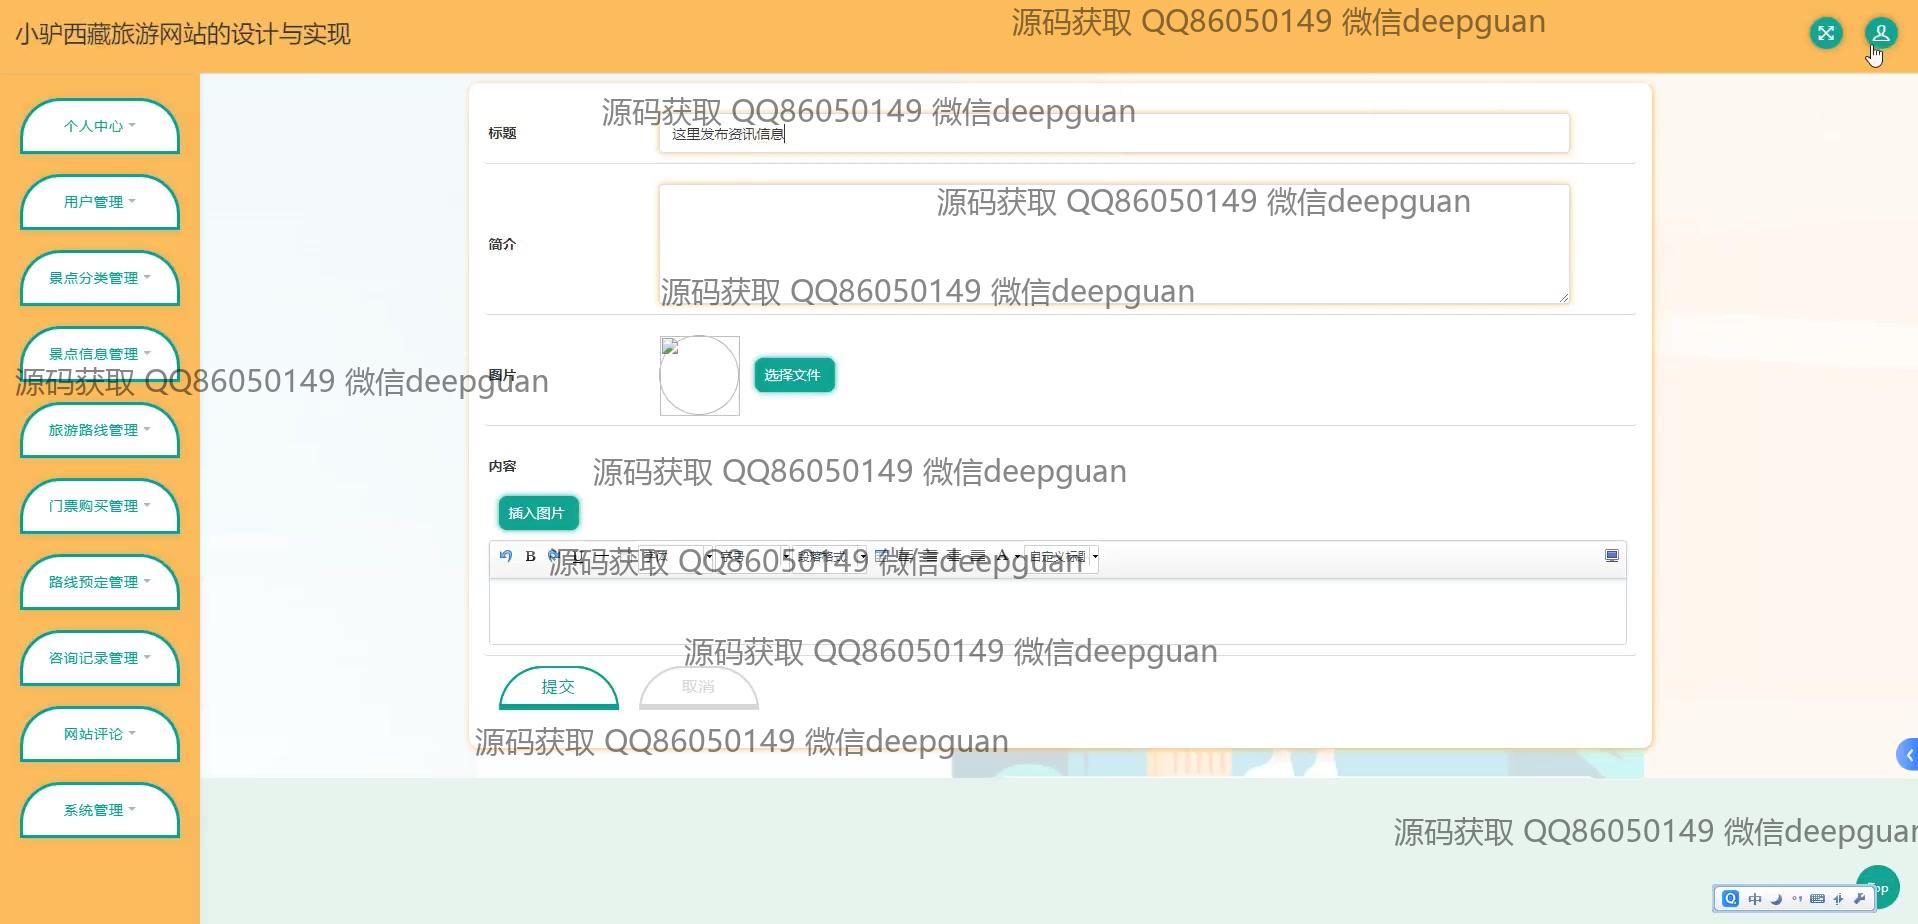 小驴西藏旅游网站的设计与实现
源码获取 QQ86050149 微信deepguan
个人中心
用户管理
景点分类管理
景点信息管理
旅游路线管理
门票购买管理
路线预定管理
咨询记录管理
网站评论
系统管理
源码获取 QQ86050149 微信deepguan
标题
这里发布资讯信息
源码获取 QQ86050149 微信deepguan
简介
源码获取 QQ86050149 微信deepguan
源码获取 QQ86050149 微信deepguan
图片
选择文件
内容
源码获取 QQ86050149 微信deepguan
插入图片
B
段落格式
A
自定义标题
源码获取 QQ86050149 微信deepguan
源码获取 QQ86050149 微信deepguan
提交
取消
源码获取 QQ86050149 微信deepguan
源码获取 QQ86050149 微信deepguan
Top
中